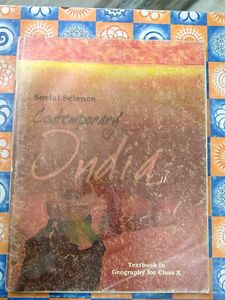 Social Science
Contemporary
India
Textbook in
Geography for Class X